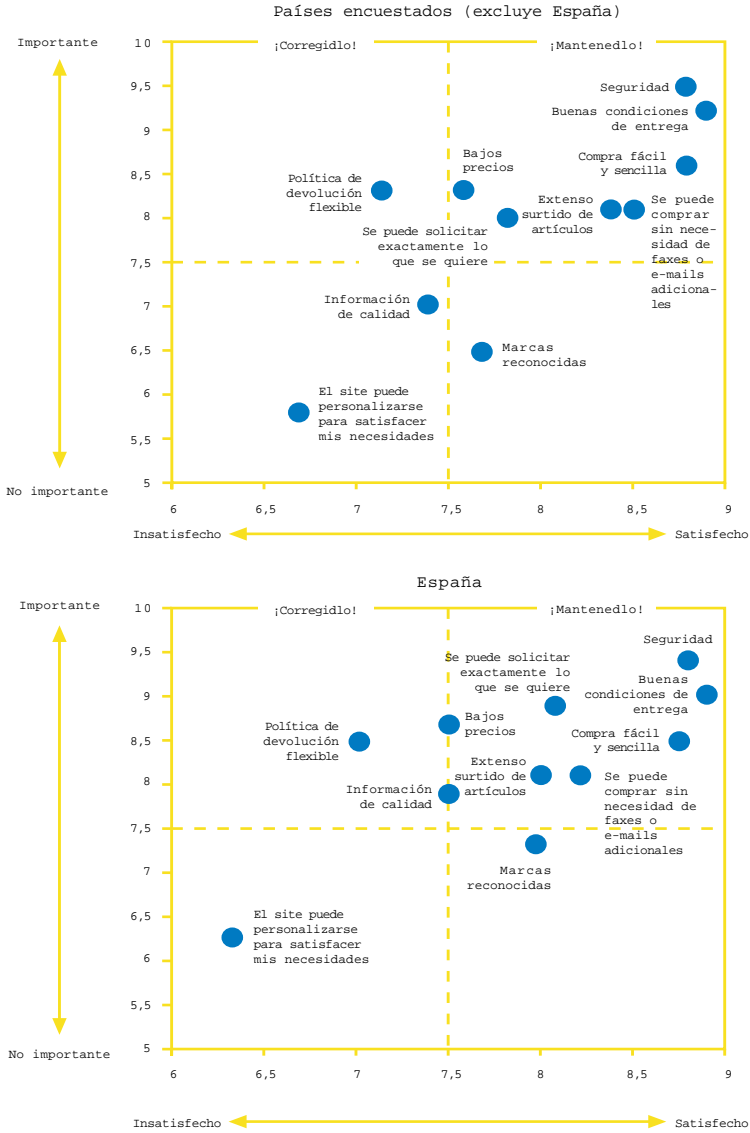 Países encuestados (excluye España)
Importante
10
¡Corregidlo!
¡Mantenedlo!
9,5
Seguridad
Buenas condiciones
de entrega
9
Bajos
precios
Compra fácil
y sencilla
8,5
Política de
devolución
flexible
Extenso
surtido de
artículos
Se puede
comprar
sin nece-
sidad de
faxes o
e-mails
adiciona-
les
8
Se puede solicitar
exactamente lo
que se quiere
7,5
Información
de calidad
7
Marcas
reconocidas
6,5
El site puede
personalizarse
para satisfacer
mis necesidades
6
5,5
No importante
5
6
6,5
7
7,5
8
8,5
9
Insatisfecho
Satisfecho
España
Importante
10
¡Corregidlo!
¡Mantenedlo!
9,5
Seguridad
Se puede solicitar
exactamente lo
que se quiere
Buenas
condiciones de
entrega
9
Política de
devolución
flexible
Bajos
precios
Compra fácil
y sencilla
8,5
Información
de calidad
Extenso
surtido de
artículos
Se puede
comprar sin
necesidad de
faxes o
e-mails
adicionales
8
7,5
7
Marcas
reconocidas
6,5
El site puede
personalizarse
para satisfacer
mis necesidades
6
5,5
No importante
5
6
6,5
7
7,5
8
8,5
9
Insatisfecho
Satisfecho